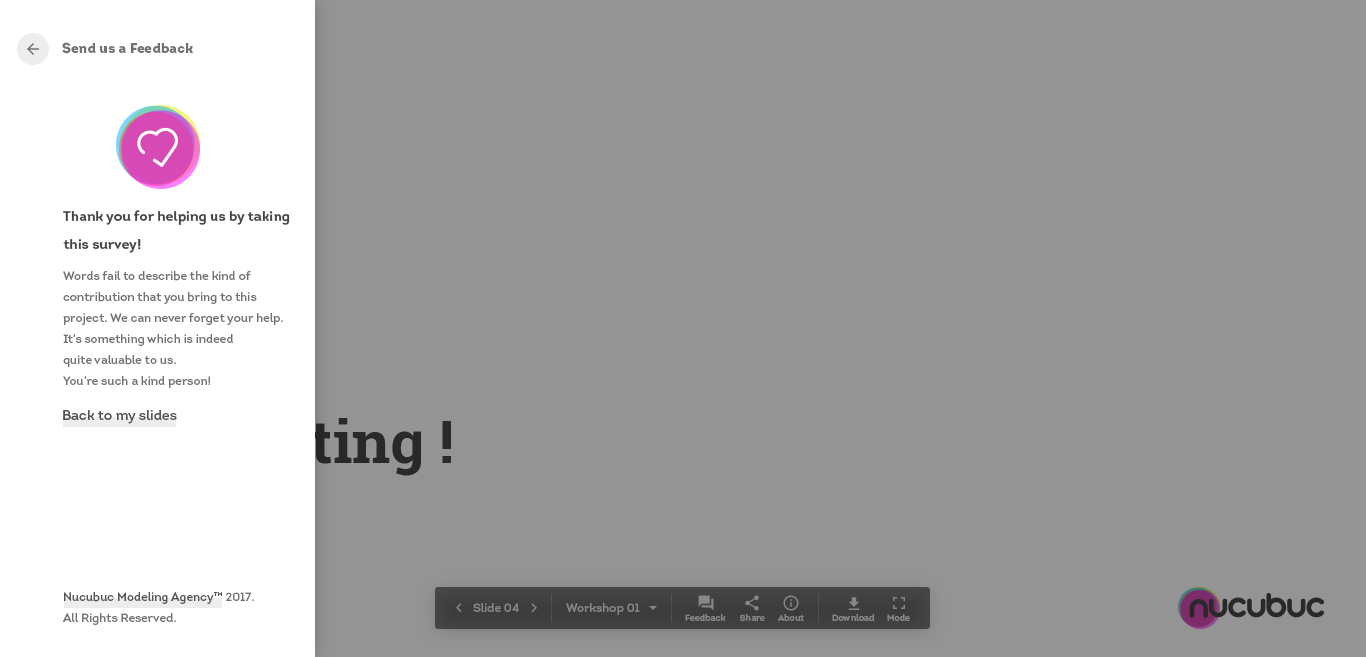 Send us a Feedback
Thank you for helping us by taking
this survey!
Words fail to describe the kind of
contribution that you bring to this
project. We can never forget your help.
It's something which is indeed
quite valuable to us.
You're such a kind person!
Back to my slides
Nucubuc Modeling Agency™ 2017.
All Rights Reserved.
ting !
Slide 04
Workshop 01
Feedback
Share
About
Download
Mode
nucubuc